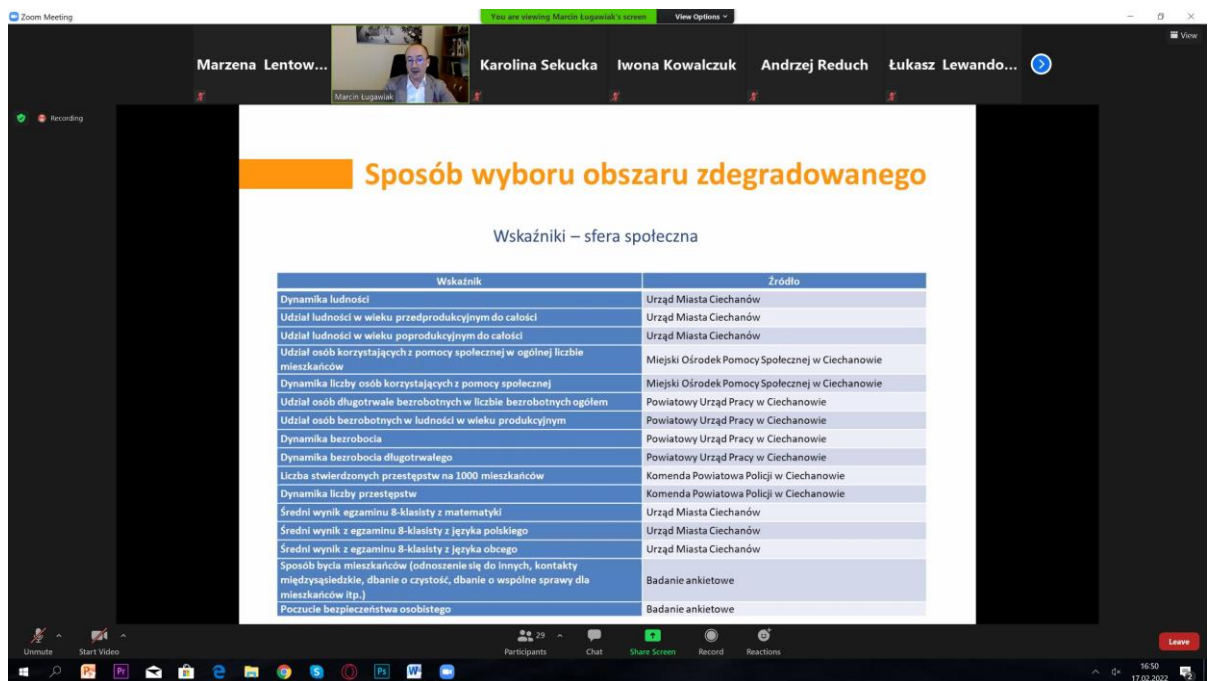 Zoom Meeting
You are viewing Marcin Ługawiak's screen
View Options
View
Marzena Lentow...
Karolina Sekucka
Iwona Kowalczuk
Andrzej Reduch
Łukasz Lewando...
Marcin Ługawiak
Recording
Sposób wyboru obszaru zdegradowanego
Wskaźniki – sfera społeczna
Wskaźnik Źródło
Dynamika ludności Urząd Miasta Ciechanów
Udział ludności w wieku przedprodukcyjnym do całości Urząd Miasta Ciechanów
Udział ludności w wieku poprodukcyjnym do całości Urząd Miasta Ciechanów
Udział osób korzystających z pomocy społecznej w ogólnej liczbie
mieszkańców
Miejski Ośrodek Pomocy Społecznej w Ciechanowie
Dynamika liczby osób korzystających z pomocy społecznej Miejski Ośrodek Pomocy Społecznej w Ciechanowie
Udział osób długotrwale bezrobotnych w liczbie bezrobotnych ogółem Powiatowy Urząd Pracy w Ciechanowie
Udział osób bezrobotnych w ludności w wieku produkcyjnym Powiatowy Urząd Pracy w Ciechanowie
Dynamika bezrobocia Powiatowy Urząd Pracy w Ciechanowie
Dynamika bezrobocia długotrwałego Powiatowy Urząd Pracy w Ciechanowie
Liczba stwierdzonych przestępstw na 1000 mieszkańców Komenda Powiatowa Policji w Ciechanowie
Dynamika liczby przestępstw Komenda Powiatowa Policji w Ciechanowie
Średni wynik egzaminu 8-klasisty z matematyki Urząd Miasta Ciechanów
Średni wynik z egzaminu 8-klasisty z języka polskiego Urząd Miasta Ciechanów
Średni wynik z egzaminu 8-klasisty z języka obcego Urząd Miasta Ciechanów
Sposób bycia mieszkańców (odnoszenie się do innych, kontakty
międzysąsiedzkie, dbanie o czystość, dbanie o wspólne sprawy dla
mieszkańców itp.)
Badanie ankietowe
Poczucie bezpieczeństwa osobistego Badanie ankietowe
Unmute
Start Video
29
Participants
Chat
Share Screen
Record
Reactions
Leave
16:50
17.02.2022